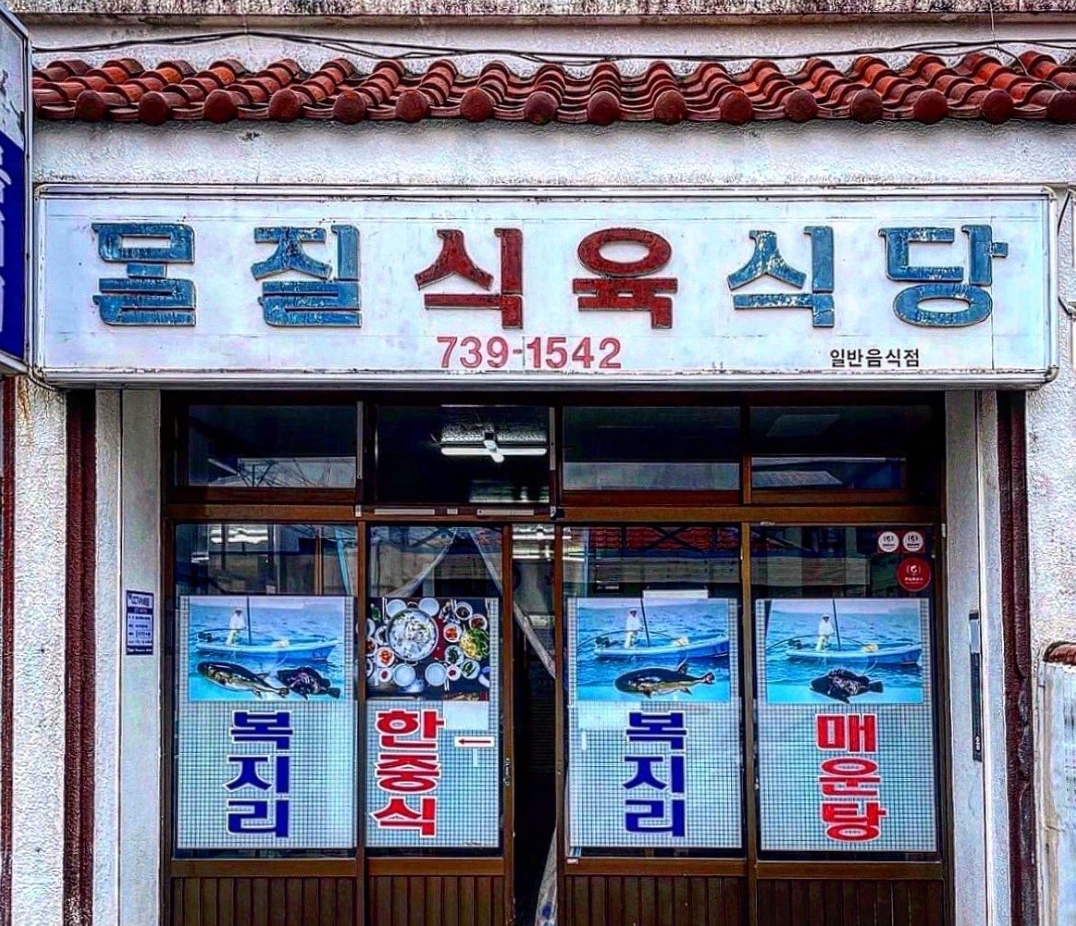 몰질식육식당
739-1542
일반음식점
복지리
한중식
←
복지리
매운탕